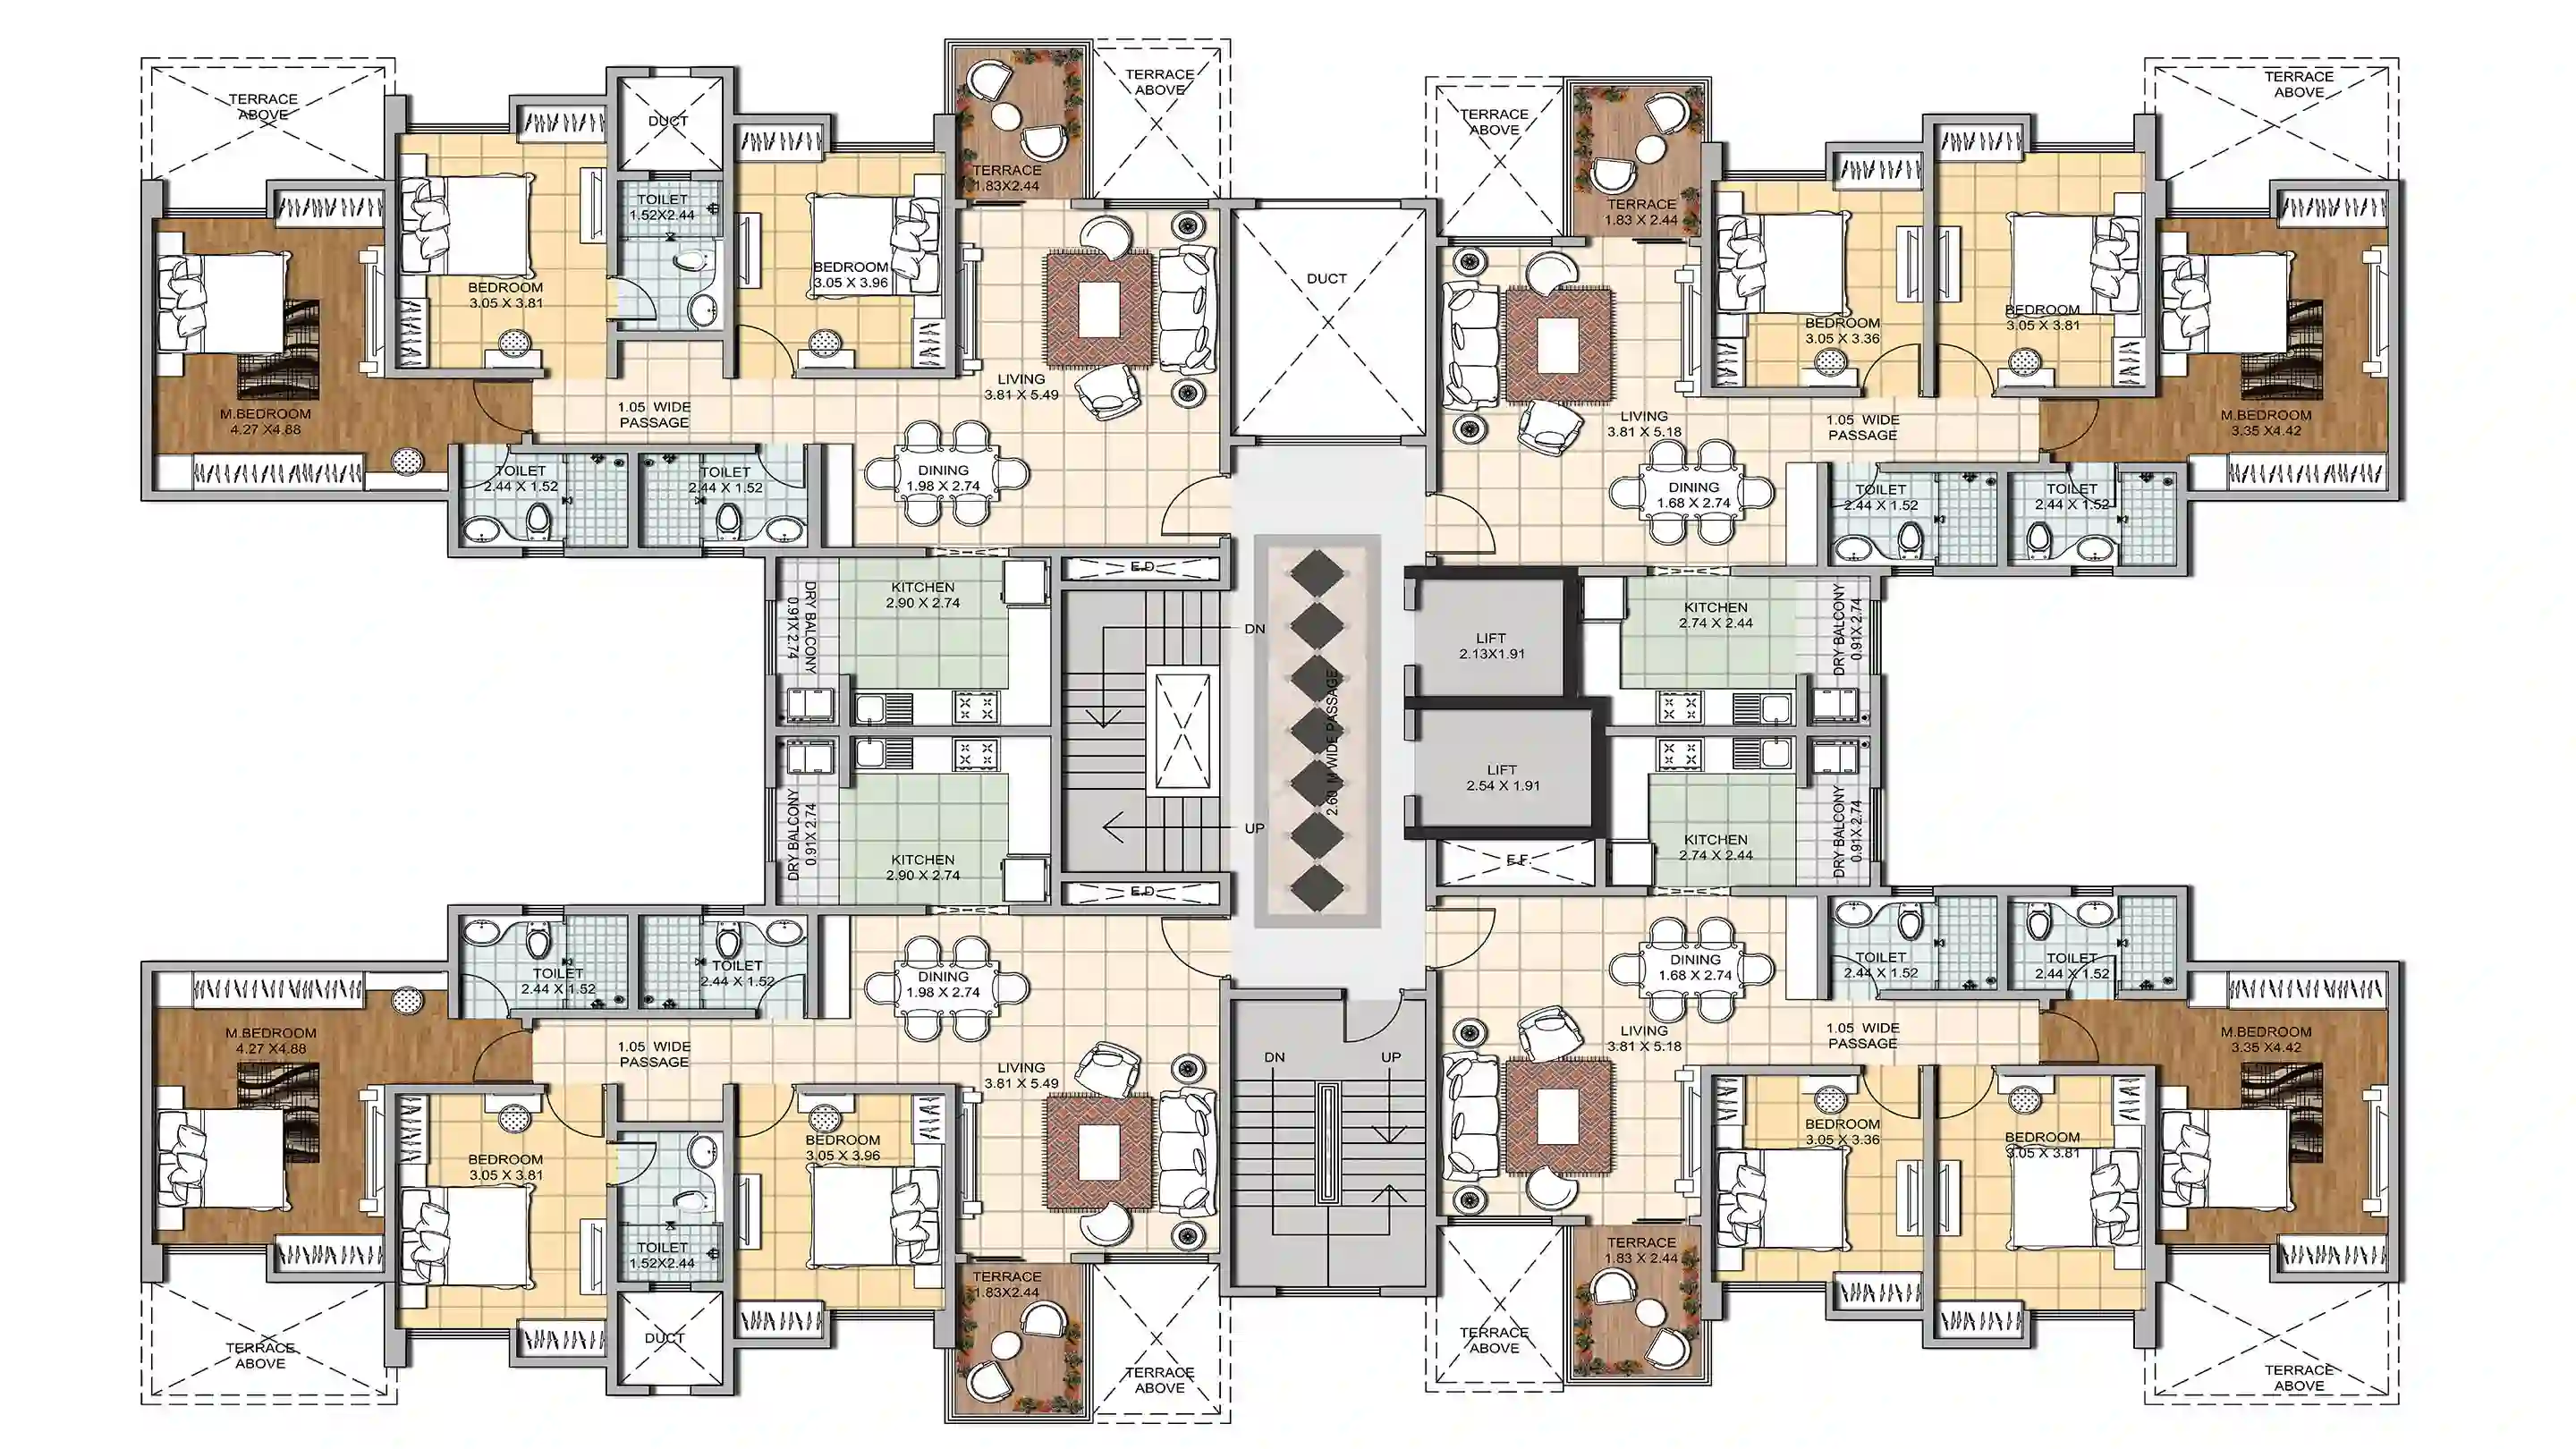 TERRACE
ABOVE
DUCT
TERRACE
ABOVE
TERRACE
1.83X2.44
TOILET
1.52X2.44
BEDROOM
3.05 X 3.81
BEDROOM
3.05 X 3.96
LIVING
3.81 X 5.49
M.BEDROOM
4.27 X4.88
1.05 WIDE
PASSAGE
TOILET
2.44 X 1.52
TOILET
2.44 X 1.52
DINING
1.98 X 2.74
DUCT
TERRACE
ABOVE
TERRACE
1.83 X 2.44
TERRACE
ABOVE
BEDROOM
3.05 X 3.36
BEDROOM
3.05 X 3.81
LIVING
3.81 X 5.18
1.05 WIDE
PASSAGE
M.BEDROOM
3.35 X4.42
DINING
1.68 X 2.74
TOILET
2.44 X 1.52
TOILET
2.44 X 1.52
DRY BALCONY
0.91X 2.74
KITCHEN
2.90 X 2.74
E.D
DN
UP
2.60 M WIDE PASSAGE
LIFT
2.13X1.91
KITCHEN
2.74 X 2.44
DRY BALCONY
0.91X 2.74
DRY BALCONY
0.91X 2.74
KITCHEN
2.90 X 2.74
E.D
LIFT
2.54 X 1.91
E.F.
KITCHEN
2.74 X 2.44
DRY BALCONY
0.91X 2.74
TOILET
2.44 X 1.52
TOILET
2.44 X 1.52
DINING
1.98 X 2.74
M.BEDROOM
4.27 X4.88
1.05 WIDE
PASSAGE
LIVING
3.81 X 5.49
BEDROOM
3.05 X 3.81
BEDROOM
3.05 X 3.96
TOILET
1.52X2.44
DUCT
TERRACE
ABOVE
TERRACE
1.83X2.44
TERRACE
ABOVE
DN
UP
DINING
1.68 X 2.74
TOILET
2.44 X 1.52
TOILET
2.44 X 1.52
LIVING
3.81 X 5.18
1.05 WIDE
PASSAGE
M.BEDROOM
3.35 X4.42
BEDROOM
3.05 X 3.36
BEDROOM
3.05 X 3.81
TERRACE
1.83 X 2.44
TERRACE
ABOVE
TERRACE
ABOVE